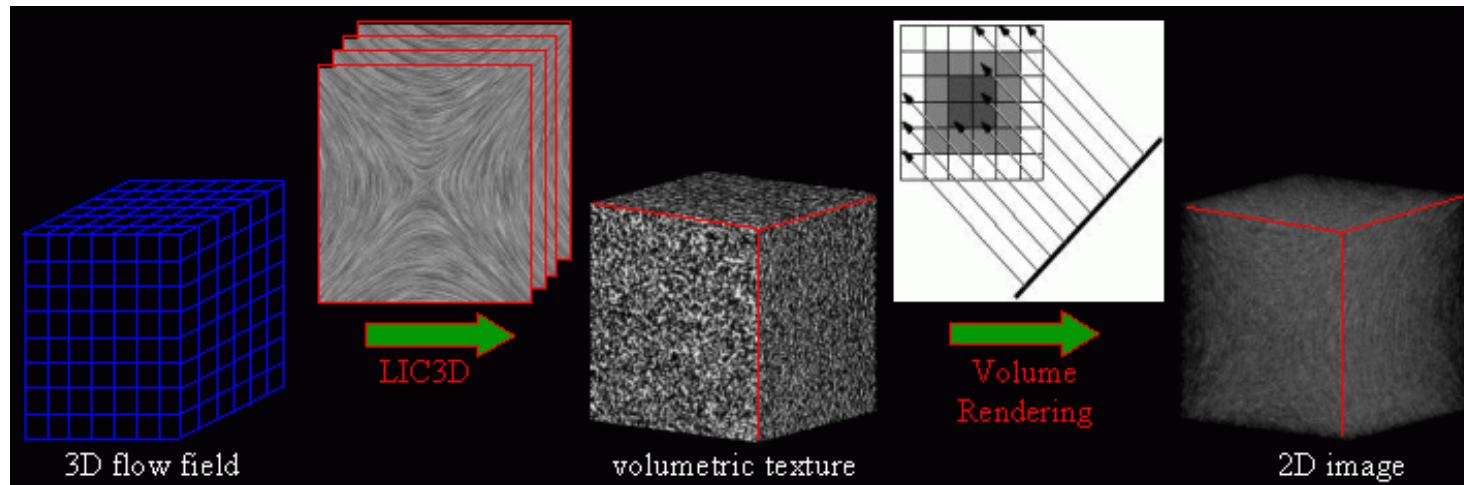 LIC3D
Volume
Rendering
3D flow field
volumetric texture
2D image